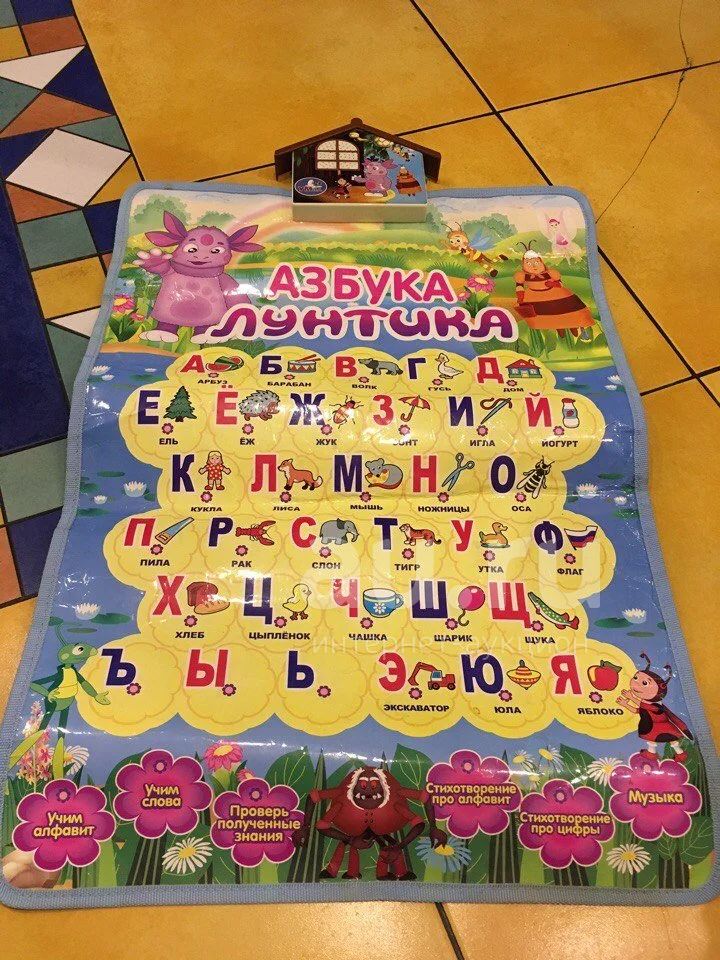 АЗБУКА
ЛУНТИКА
А Б В Г Д
АРБУЗ БАРАБАН ВОЛК ГУСЬ ДОМ
Е Ё Ж З И Й
ЕЛЬ ЁЖ ЖУК ЗОНТ ИГЛА ЙОГУРТ
К Л М Н О
КУКЛА ЛИСА МЫШЬ НОЖНИЦЫ ОСА
П Р С Т У Ф
ПИЛА РАК СЛОН ТИГР УТКА ФЛАГ
Х Ц Ч Ш Щ
ХЛЕБ ЦЫПЛЁНОК ЧАШКА ШАРИК ЩУКА
интернет-аукцион
Ъ Ы Ь Э Ю Я
ЭКСКАВАТОР ЮЛА ЯБЛОКО
Учим
алфавит
Учим
слова
Проверь
полученные
знания
Стихотворение
про алфавит
Стихотворение
про цифры
Музыка